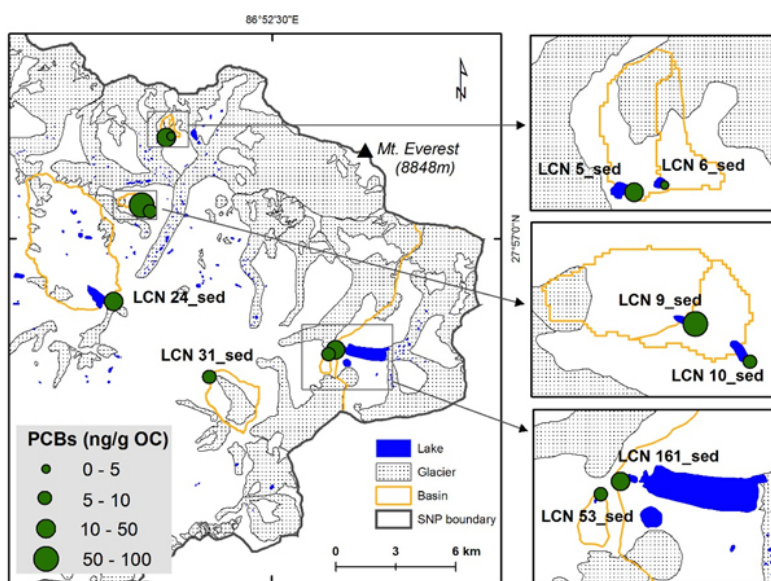 86°52'30"E
N
Mt. Everest
(8848m)
27°57'0"N
LCN 24_sed
LCN 31_sed
PCBs (ng/g OC)
0 - 5
5 - 10
10 - 50
50 - 100
Lake
Glacier
Basin
SNP boundary
0 3 6 km
LCN 5_sed
LCN 6_sed
LCN 9_sed
LCN 10_sed
LCN 161_sed
LCN 53_sed